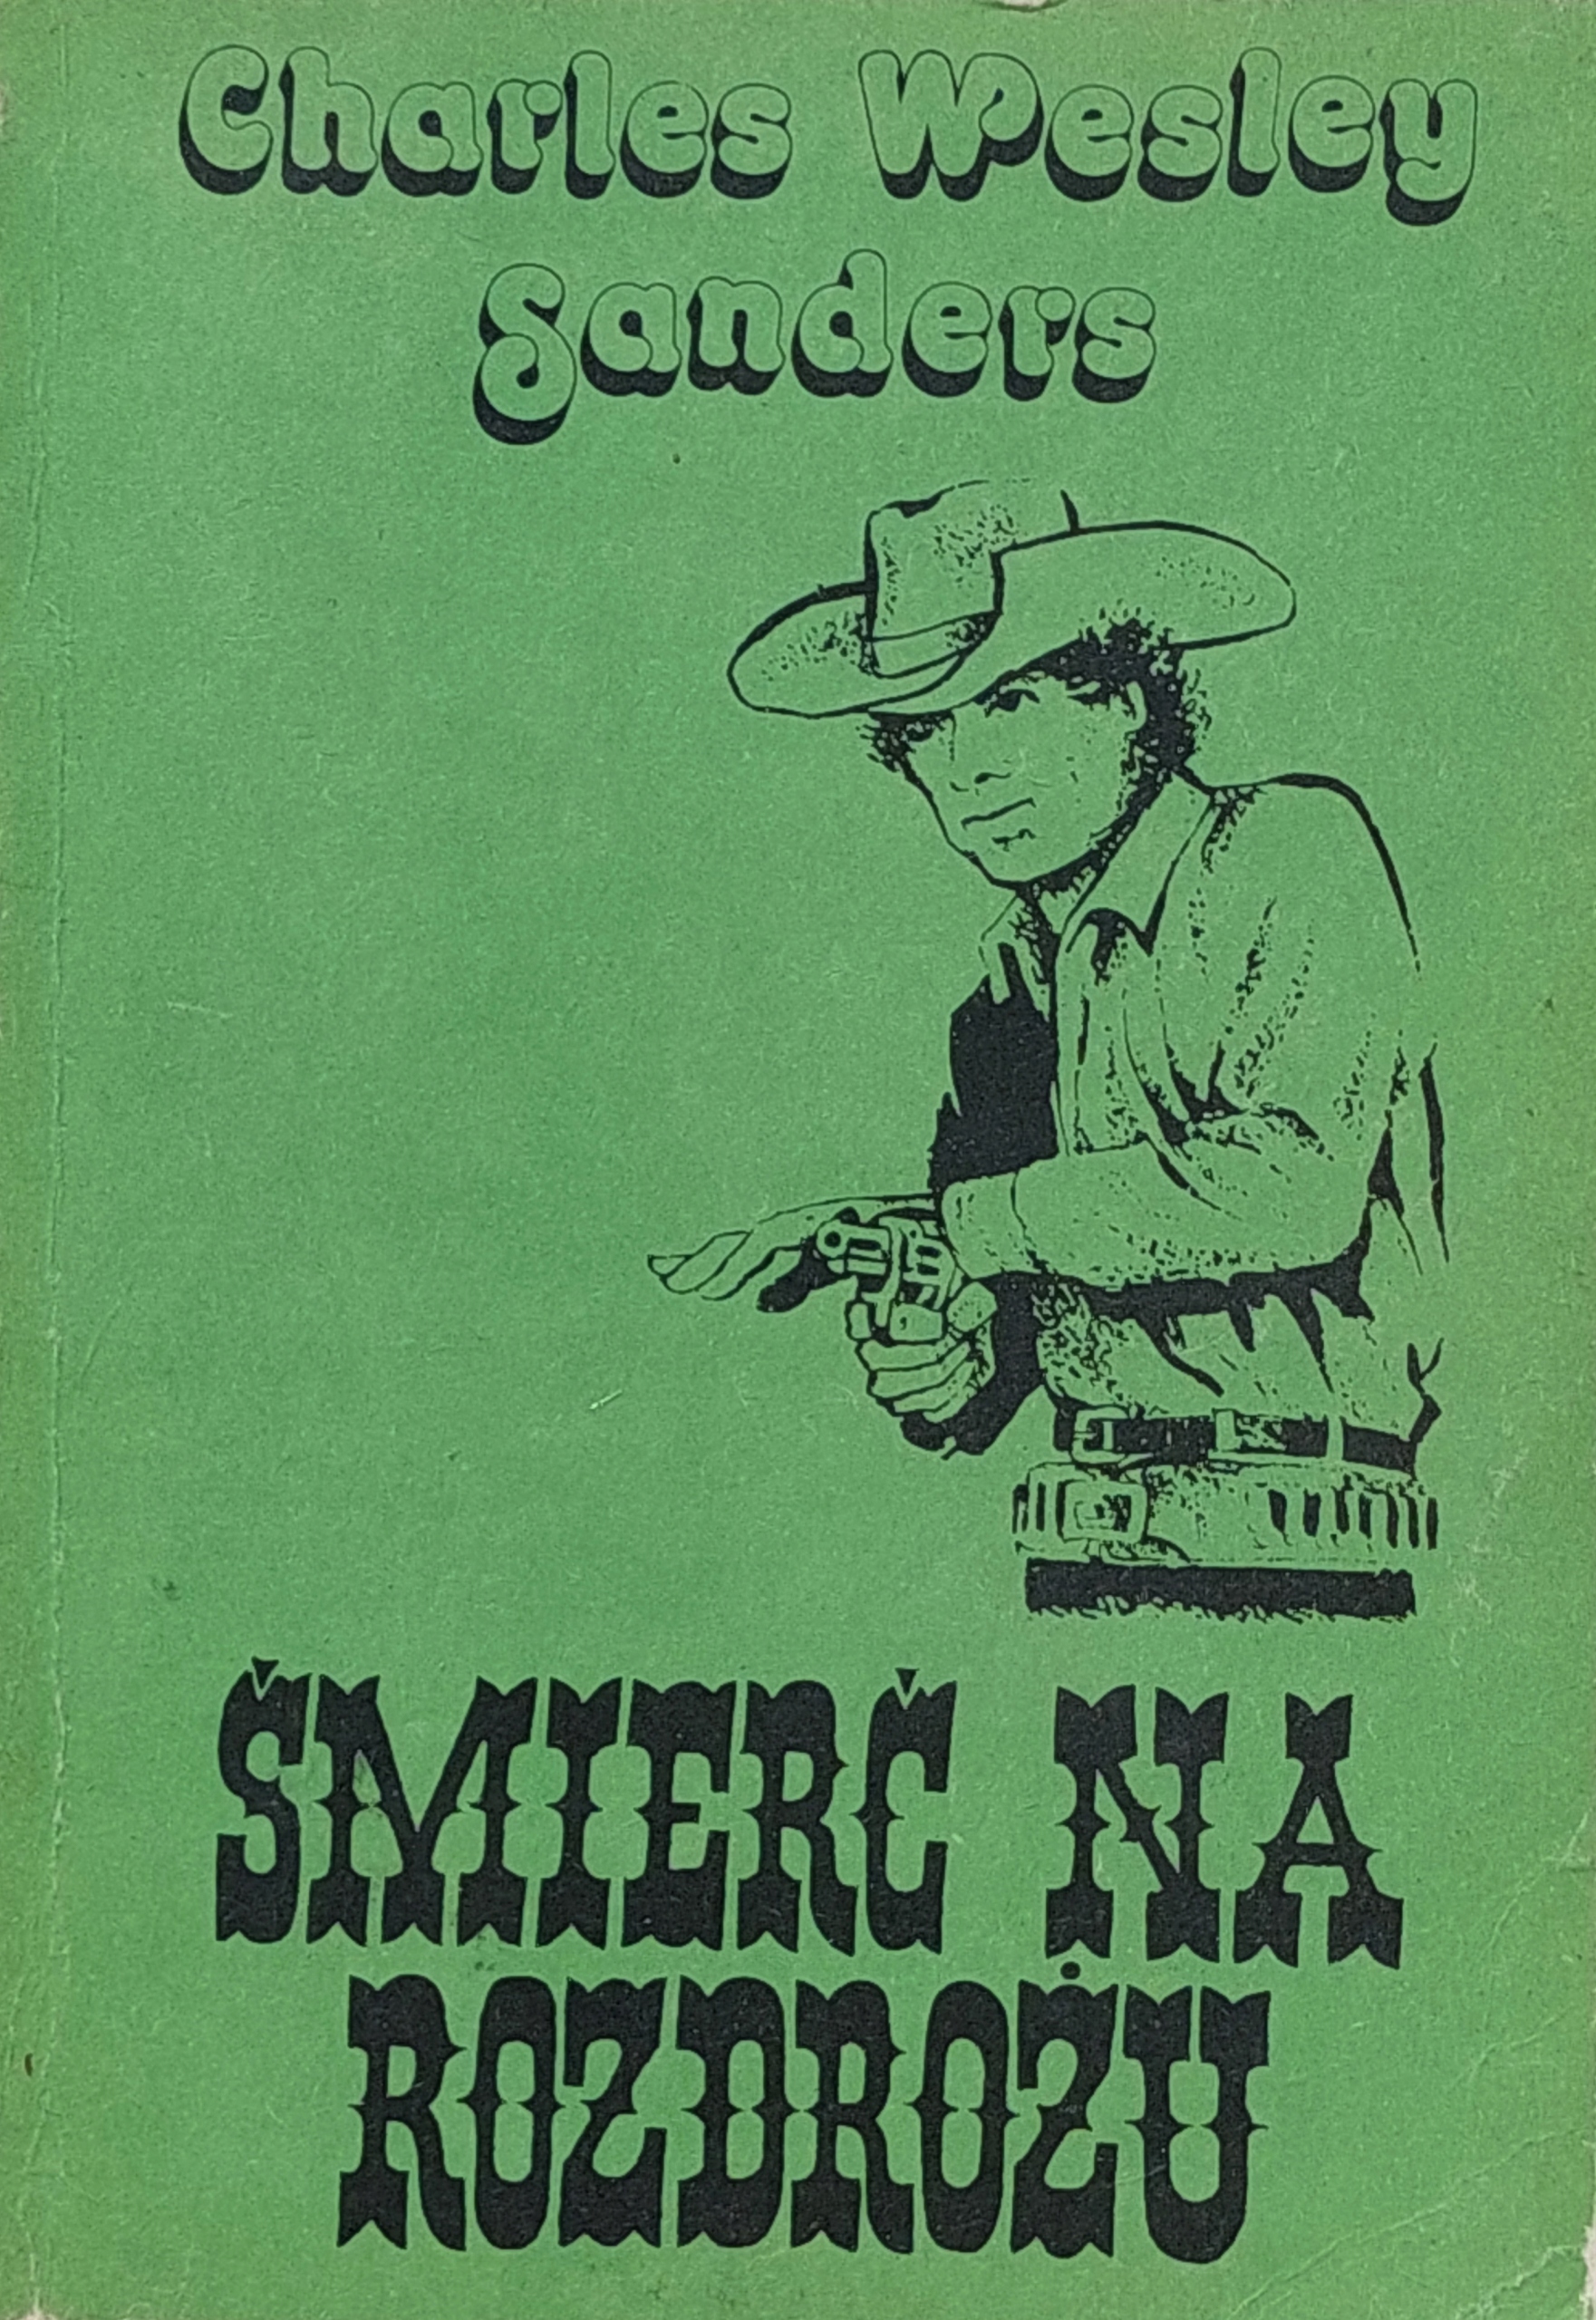 Charles Wesley
Sanders
ŚMIERĆ NA
ROZDROŻU